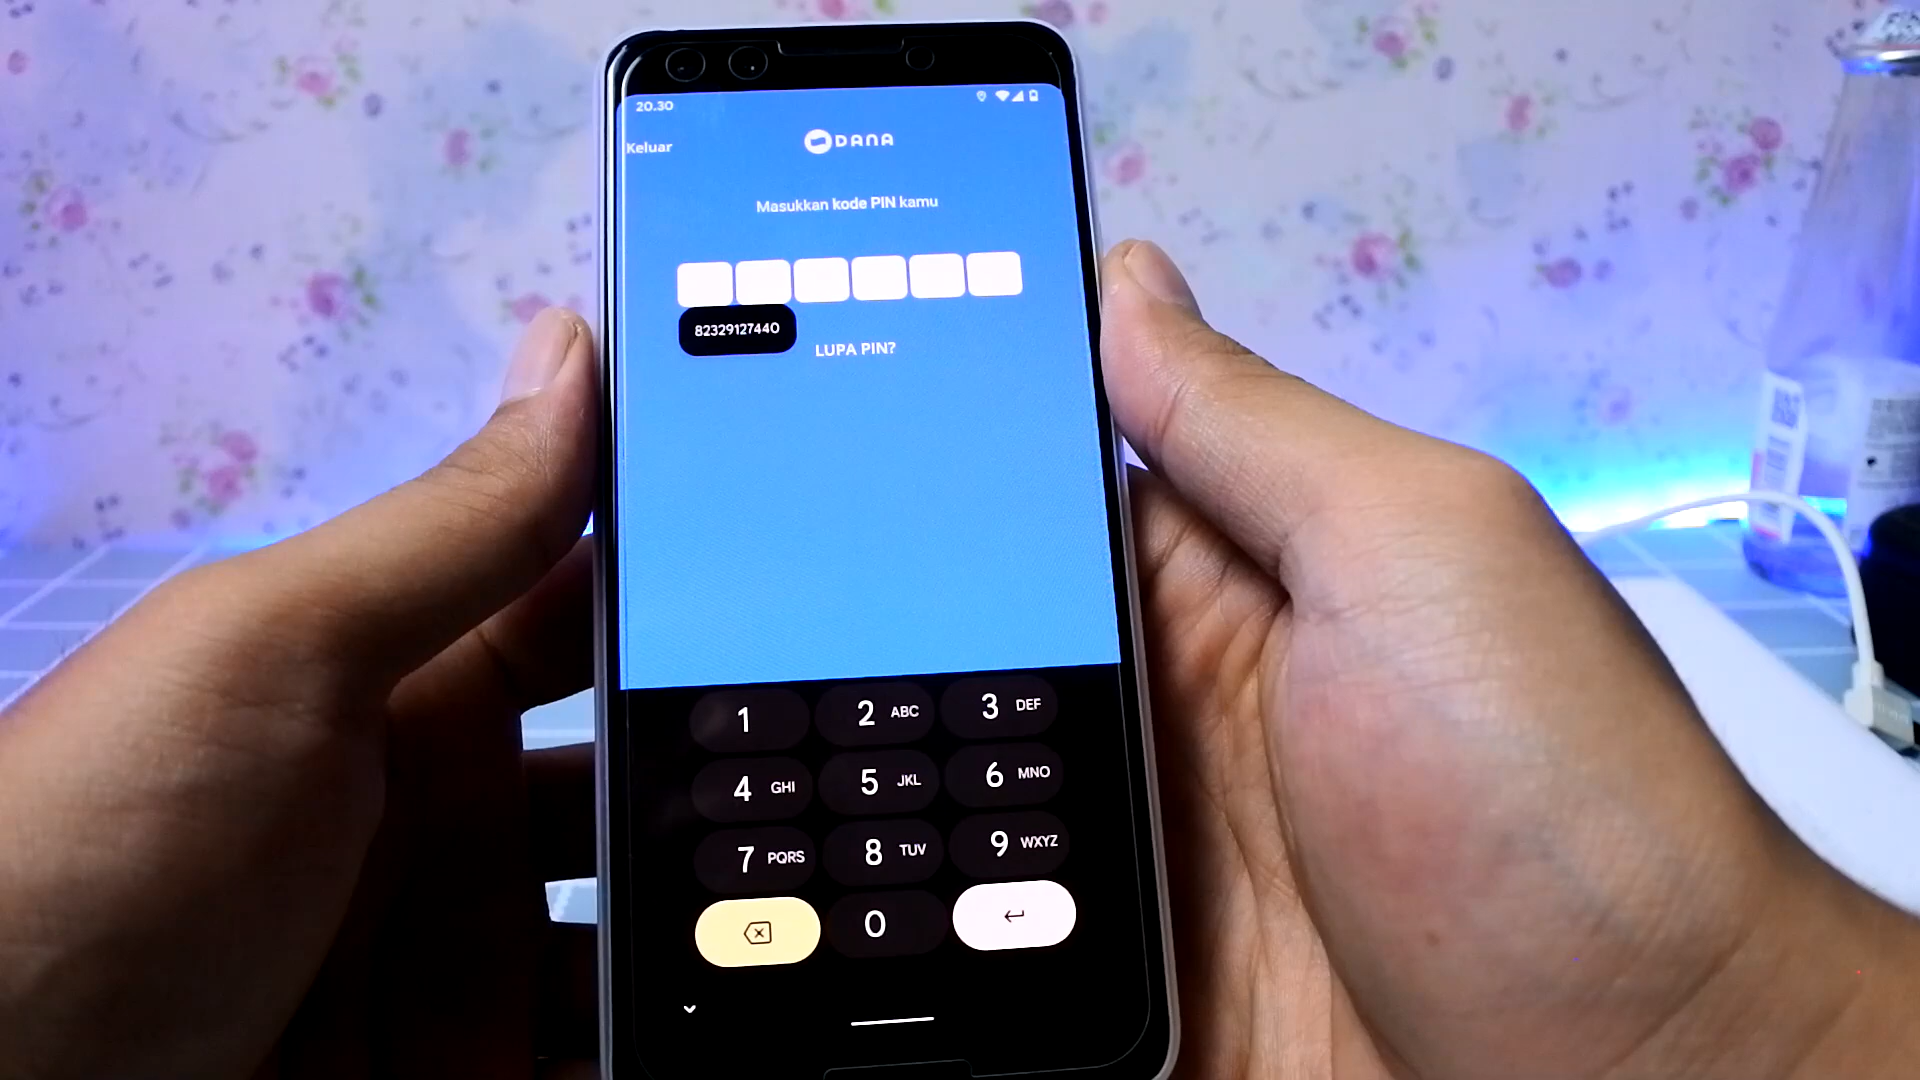 20.30
Keluar
DANA
Masukkan kode PIN kamu
82329127440
LUPA PIN?
1
2 ABC
3 DEF
4 GHI
5 JKL
6 MNO
7 PQRS
8 TUV
9 WXYZ
0